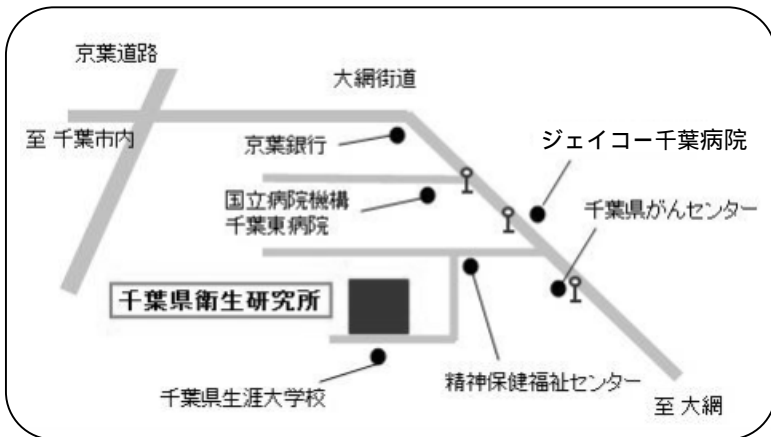 京葉道路
大網街道
至 千葉市内
京葉銀行
ジェイコー千葉病院
国立病院機構
千葉東病院
千葉県がんセンター
千葉県衛生研究所
精神保健福祉センター
千葉県生涯大学校
至 大網